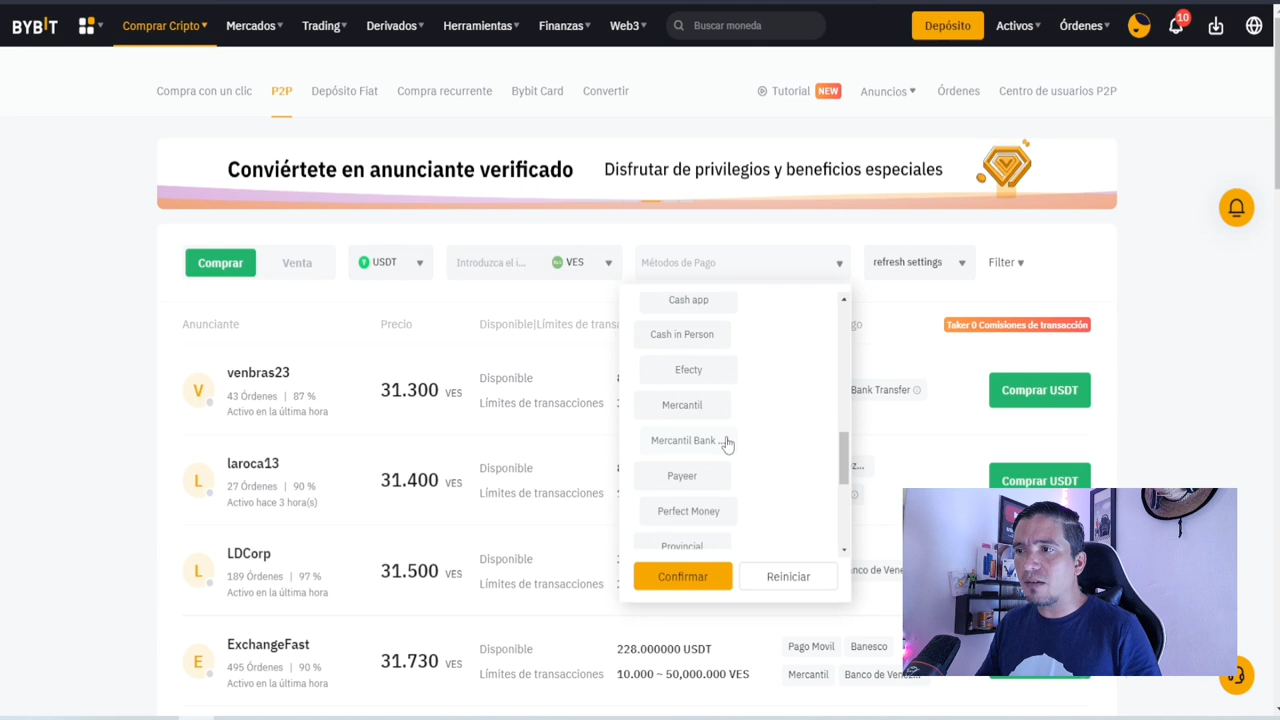 BYBIT
Comprar Cripto
Mercados
Trading
Derivados
Herramientas
Finanzas
Web3
Buscar moneda
Depósito
Activos
Órdenes
10
Compra con un clic
P2P
Depósito Fiat
Compra recurrente
Bybit Card
Convertir
Tutorial NEW
Anuncios
Órdenes
Centro de usuarios P2P
Conviértete en anunciante verificado
Disfrutar de privilegios y beneficios especiales
Comprar
Venta
USDT
Introduzca el i...
VES
Métodos de Pago
refresh settings
Filter
Anunciante
Precio
Disponible|Límites de trans
go
Taker 0 Comisiones de transacción
Cash app
Cash in Person
Efecty
Mercantil
Mercantil Bank ...
Payeer
Perfect Money
Provincial
Confirmar
Reiniciar
V
venbras23
43 Órdenes | 87 %
Activo en la última hora
31.300 VES
Disponible
Límites de transacciones
Bank Transfer
Comprar USDT
L
laroca13
27 Órdenes | 90 %
Activo hace 3 hora(s)
31.400 VES
Disponible
Límites de transacciones
Comprar USDT
L
LDCorp
189 Órdenes | 97 %
Activo en la última hora
31.500 VES
Disponible
Límites de transacciones
nco de Ven
E
ExchangeFast
495 Órdenes | 90 %
Activo en la última hora
31.730 VES
Disponible
228.000000 USDT
Límites de transacciones
10.000 ~ 50,000.000 VES
Pago Movil
Banesco
Mercantil
Banco de Venez...